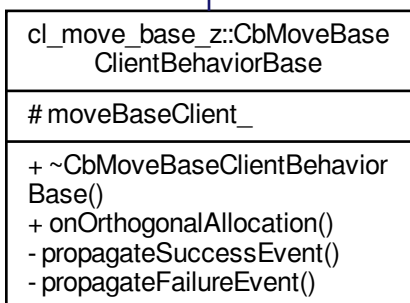 cl_move_base_z::CbMoveBase
ClientBehaviorBase
# moveBaseClient_
+ ~CbMoveBaseClientBehavior
Base()
+ onOrthogonalAllocation()
- propagateSuccessEvent()
- propagateFailureEvent()